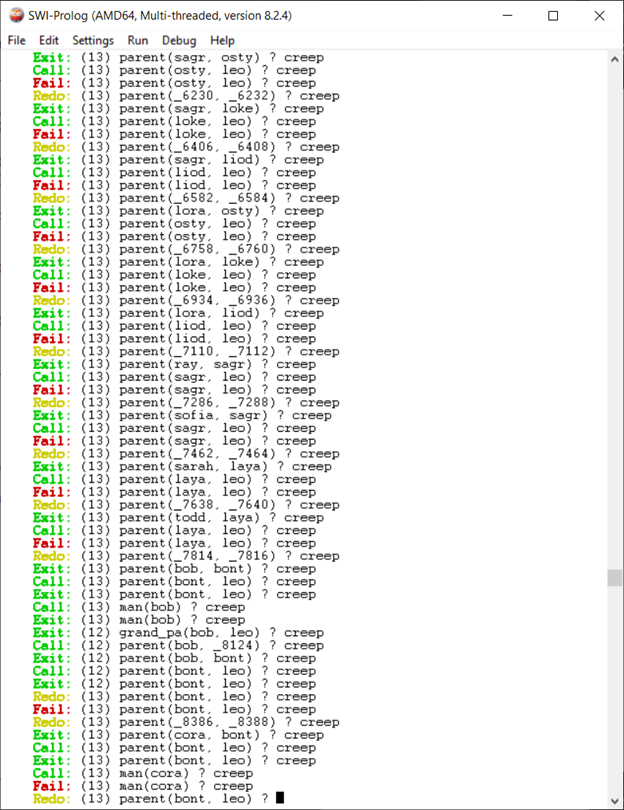 SWI-Prolog (AMD64, Multi-threaded, version 8.2.4)
File Edit Settings Run Debug Help
Exit: (13) parent(sagr, osty) ? creep
Call: (13) parent(osty, leo) ? creep
Fail: (13) parent(osty, leo) ? creep
Redo: (13) parent(_6230, _6232) ? creep
Exit: (13) parent(sagr, loke) ? creep
Call: (13) parent(loke, leo) ? creep
Fail: (13) parent(loke, leo) ? creep
Redo: (13) parent(_6406, _6408) ? creep
Exit: (13) parent(sagr, liod) ? creep
Call: (13) parent(liod, leo) ? creep
Fail: (13) parent(liod, leo) ? creep
Redo: (13) parent(_6582, _6584) ? creep
Exit: (13) parent(lora, osty) ? creep
Call: (13) parent(osty, leo) ? creep
Fail: (13) parent(osty, leo) ? creep
Redo: (13) parent(_6758, _6760) ? creep
Exit: (13) parent(lora, loke) ? creep
Call: (13) parent(loke, leo) ? creep
Fail: (13) parent(loke, leo) ? creep
Redo: (13) parent(_6934, _6936) ? creep
Exit: (13) parent(lora, liod) ? creep
Call: (13) parent(liod, leo) ? creep
Fail: (13) parent(liod, leo) ? creep
Redo: (13) parent(_7110, _7112) ? creep
Exit: (13) parent(ray, sagr) ? creep
Call: (13) parent(sagr, leo) ? creep
Fail: (13) parent(sagr, leo) ? creep
Redo: (13) parent(_7286, _7288) ? creep
Exit: (13) parent(sofia, sagr) ? creep
Call: (13) parent(sagr, leo) ? creep
Fail: (13) parent(sagr, leo) ? creep
Redo: (13) parent(_7462, _7464) ? creep
Exit: (13) parent(sarah, laya) ? creep
Call: (13) parent(laya, leo) ? creep
Fail: (13) parent(laya, leo) ? creep
Redo: (13) parent(_7638, _7640) ? creep
Exit: (13) parent(todd, laya) ? creep
Call: (13) parent(laya, leo) ? creep
Fail: (13) parent(laya, leo) ? creep
Redo: (13) parent(_7814, _7816) ? creep
Exit: (13) parent(bob, bont) ? creep
Call: (13) parent(bont, leo) ? creep
Exit: (13) parent(bont, leo) ? creep
Call: (13) man(bob) ? creep
Exit: (13) man(bob) ? creep
Exit: (12) grand_pa(bob, leo) ? creep
Call: (12) parent(bob, _8124) ? creep
Exit: (12) parent(bob, bont) ? creep
Call: (12) parent(bont, leo) ? creep
Exit: (12) parent(bont, leo) ? creep
Redo: (13) parent(bont, leo) ? creep
Fail: (13) parent(bont, leo) ? creep
Redo: (13) parent(_8386, _8388) ? creep
Exit: (13) parent(cora, bont) ? creep
Call: (13) parent(bont, leo) ? creep
Exit: (13) parent(bont, leo) ? creep
Call: (13) man(cora) ? creep
Fail: (13) man(cora) ? creep
Redo: (13) parent(bont, leo) ?